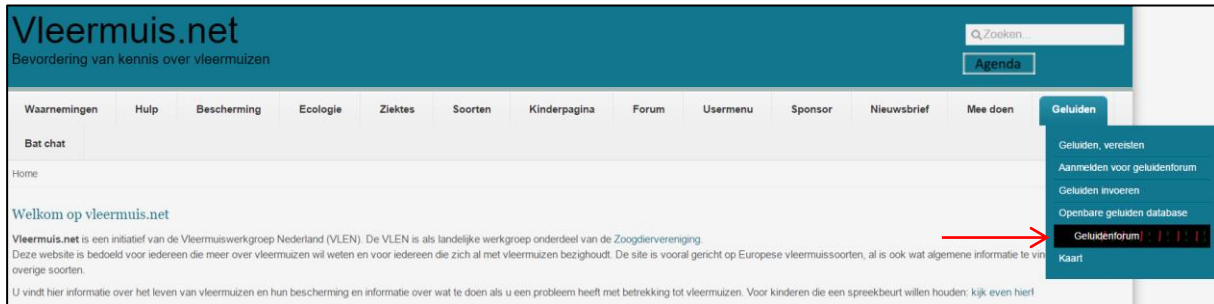 Vleermuis.net
Bevordering van kennis over vleermuizen
Zoeken...
Agenda
Waarnemingen Hulp Bescherming Ecologie Ziektes Soorten Kinderpagina Forum Usermenu Sponsor Nieuwsbrief Mee doen Geluiden
Bat chat
Geluiden, vereisten
Aanmelden voor geluidenforum
Geluiden invoeren
Openbare geluiden database
Geluidenforum
Kaart
Home
Welkom op vleermuis.net
Vleermuis.net is een initiatief van de Vleermuiswerkgroep Nederland (VLEN). De VLEN is als landelijke werkgroep onderdeel van de Zoogdiervereniging.
Deze website is bedoeld voor iedereen die meer over vleermuizen wil weten en voor iedereen die zich al met vleermuizen bezighoudt. De site is vooral gericht op Europese vleermuissoorten, al is ook wat algemene informatie te
overige soorten.
U vindt hier informatie over het leven van vleermuizen en hun bescherming en informatie over wat te doen als u een probleem heeft met betrekking tot vleermuizen. Voor kinderen die een spreekbeurt willen houden: kijk even hier!